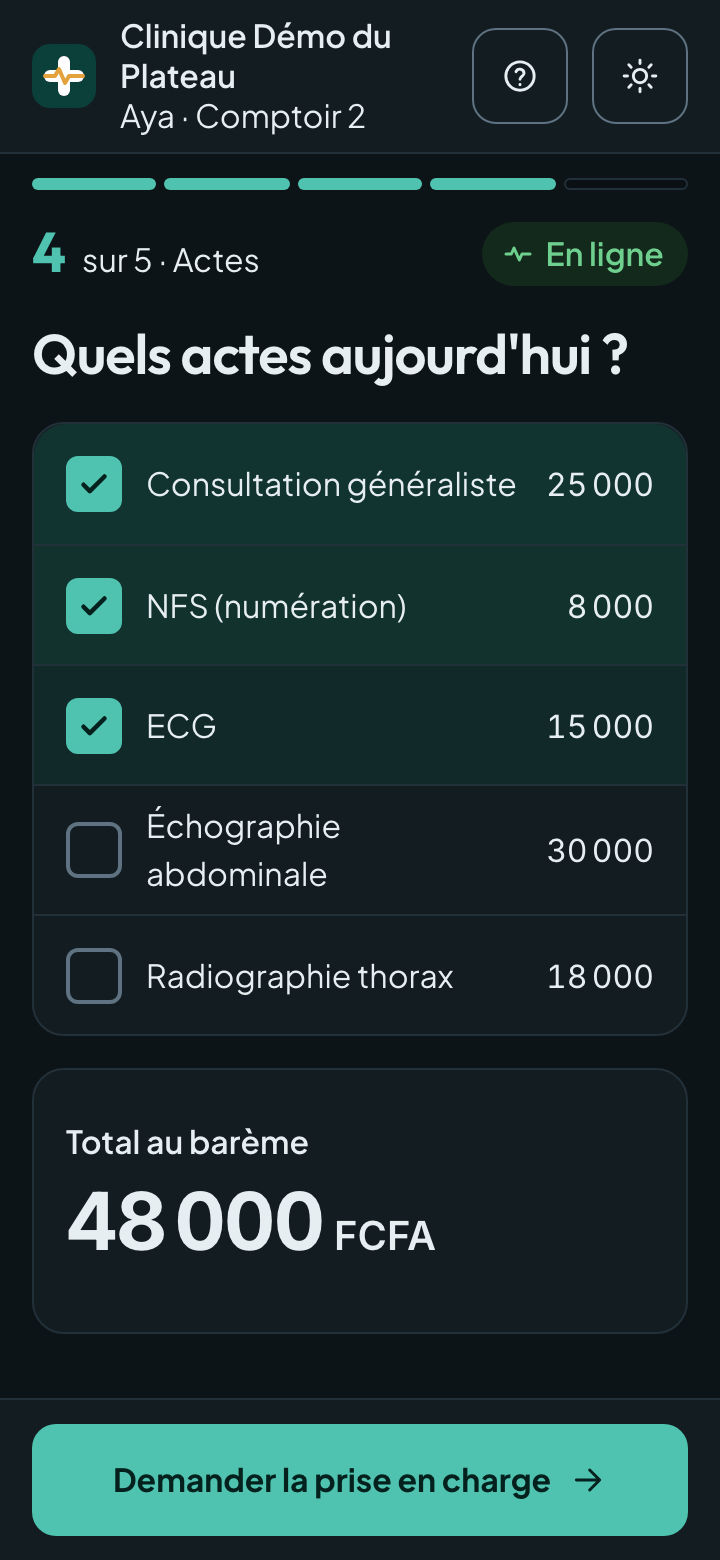 Clinique Démo du
Plateau
Aya · Comptoir 2
4 sur 5 · Actes
En ligne
Quels actes aujourd'hui ?
Consultation généraliste 25 000
NFS (numération) 8 000
ECG 15 000
Échographie
abdominale 30 000
Radiographie thorax 18 000
Total au barème
48 000 FCFA
Demander la prise en charge →